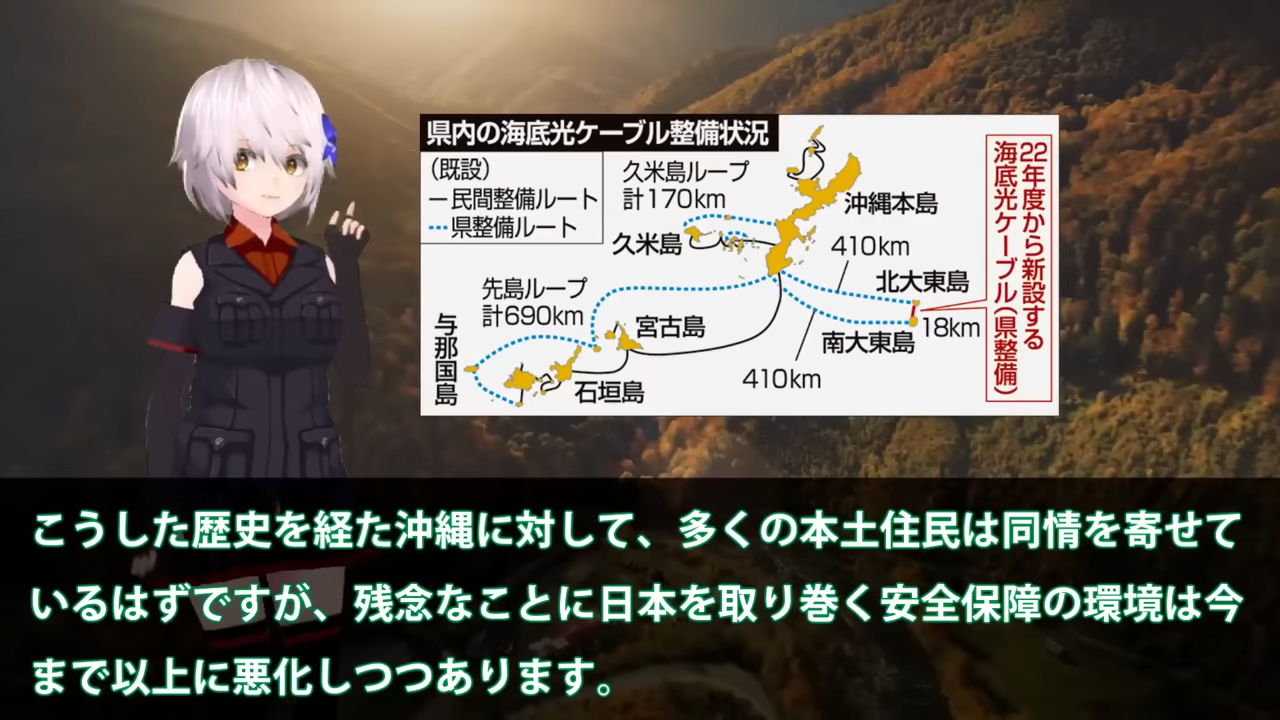 県内の海底光ケーブル整備状況
(既設)
ー民間整備ルート
…県整備ルート
久米島ループ
計170km
久米島
沖縄本島
410km
北大東島
18km
南大東島
410km
先島ループ
計690km
宮古島
石垣島
与那国島
22年度から新設する
海底光ケーブル(県整備)
こうした歴史を経た沖縄に対して、多くの本土住民は同情を寄せて
いるはずですが、残念なことに日本を取り巻く安全保障の環境は今
まで以上に悪化しつつあります。